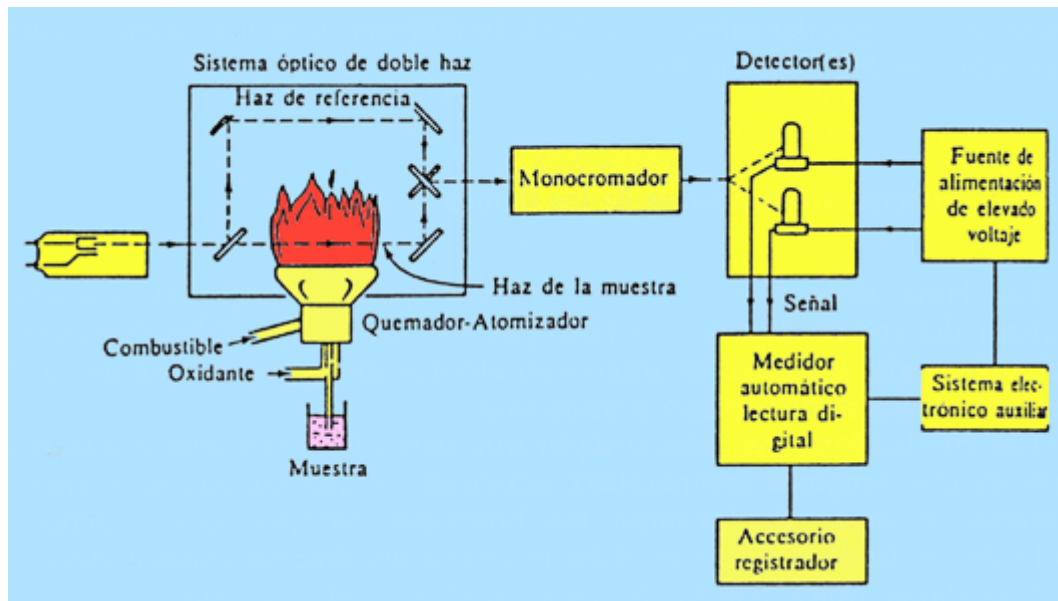 Sistema óptico de doble haz
Haz de referencia
Detector(es)
Monocromador
Fuente de
alimentación
de elevado
voltaje
Haz de la muestra
Quemador-Atomizador
Combustible
Oxidante
Muestra
Señal
Medidor
automático
lectura di-
gital
Sistema elec-
trónico auxiliar
Accesorio
registrador